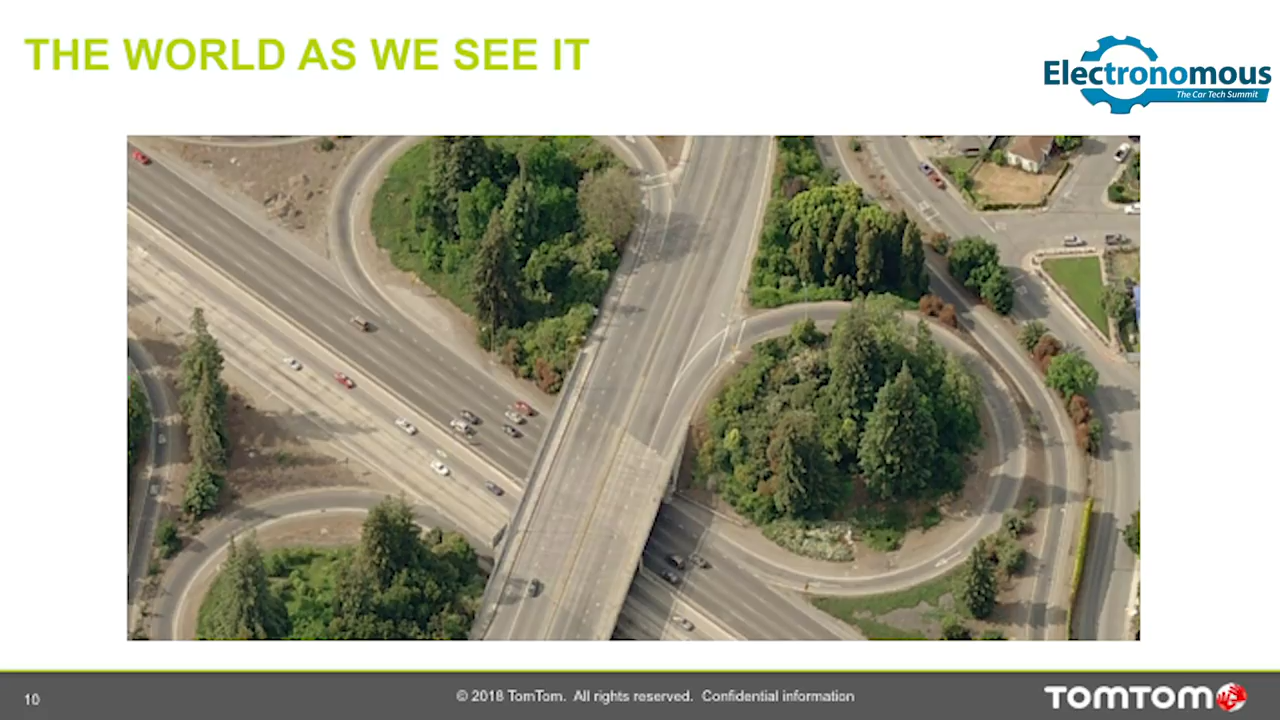 THE WORLD AS WE SEE IT
Electronomous
The Car Tech Summit
10
© 2018 TomTom. All rights reserved. Confidential information
TOMTOM